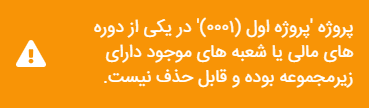 پروژه 'پروژه اول (0001)' در یکی از دوره
های مالی یا شعبه های موجود دارای
زیرمجموعه بوده و قابل حذف نیست.